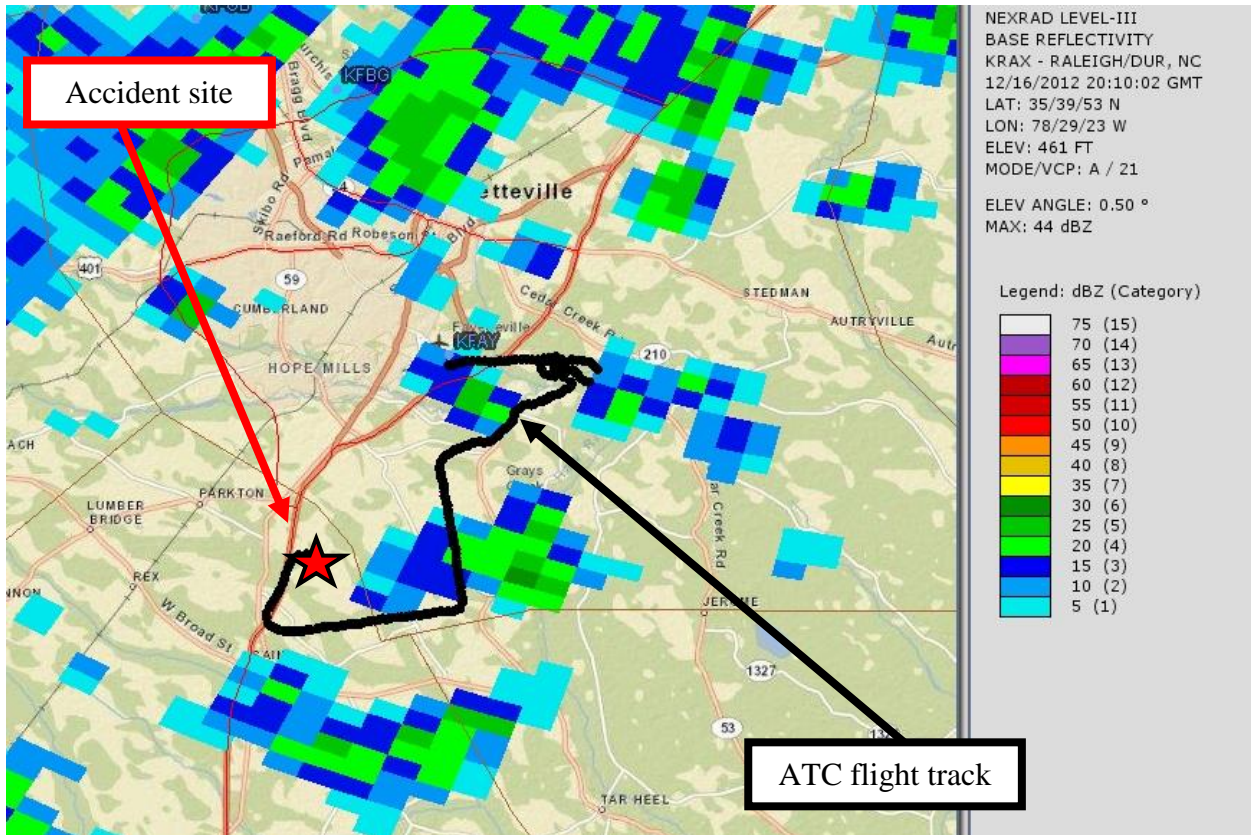 NEXRAD LEVEL-III
BASE REFLECTIVITY
KRAX - RALEIGH/DUR, NC
12/16/2012 20:10:02 GMT
LAT: 35/39/53 N
LON: 78/29/23 W
ELEV: 461 FT
MODE/VCP: A / 21
ELEV ANGLE: 0.50 °
MAX: 44 dBZ
Legend: dBZ (Category)
75 (15)
70 (14)
65 (13)
60 (12)
55 (11)
50 (10)
45 (9)
40 (8)
35 (7)
30 (6)
25 (5)
20 (4)
15 (3)
10 (2)
5 (1)
Accident site
KFBG
Bragg Blvd
Skibo Rd
etteville
Blvd
Raeford Rd
Robeson
401
59
STEDMAN
Cedar Creek R
AUTRYVILLE
KFAY
210
HOPE MILLS
Grays
PARKTON
LUMBER
BRIDGE
REX
W Broad St
JEROME
1327
53
ATC flight track
TAR HEEL